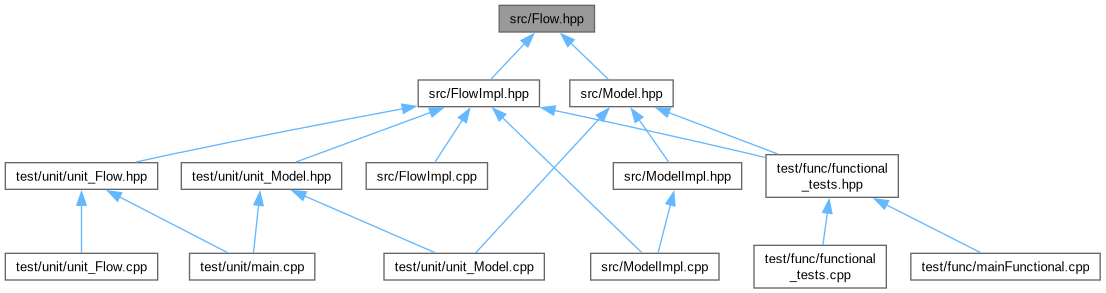 src/Flow.hpp
src/FlowImpl.hpp
src/Model.hpp
test/unit/unit_Flow.hpp
test/unit/unit_Model.hpp
src/FlowImpl.cpp
src/ModelImpl.hpp
test/func/functional
_tests.hpp
test/unit/unit_Flow.cpp
test/unit/main.cpp
test/unit/unit_Model.cpp
src/ModelImpl.cpp
test/func/functional
_tests.cpp
test/func/mainFunctional.cpp